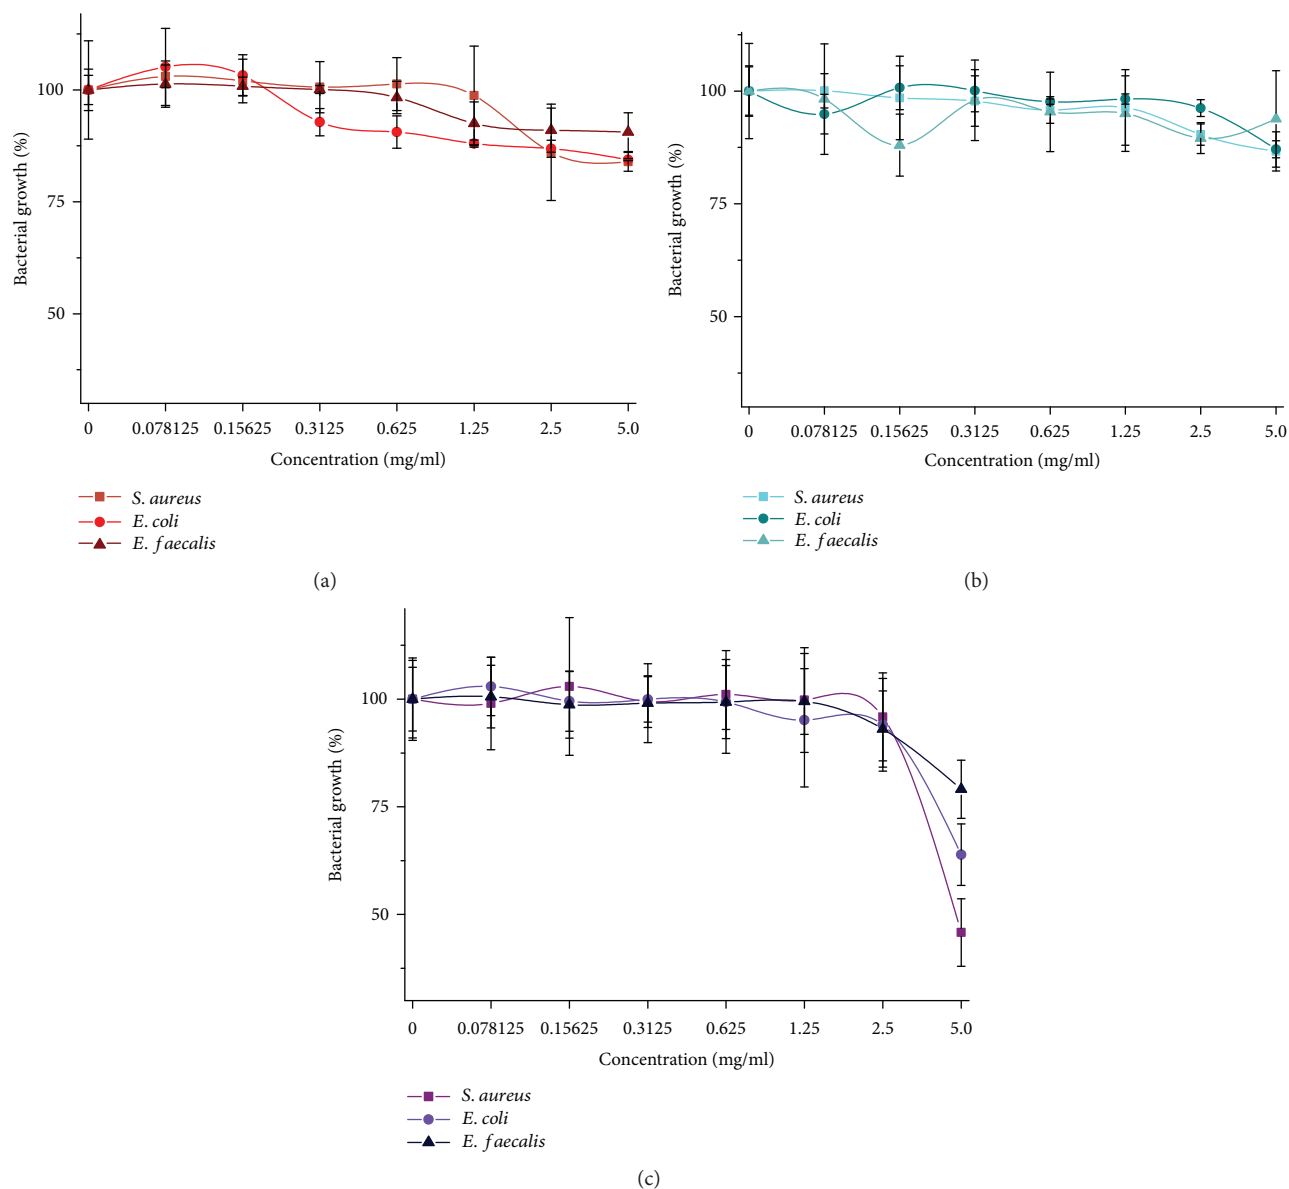 100
75
50
Bacterial growth (%)
0 0.078125 0.15625 0.3125 0.625 1.25 2.5 5.0
Concentration (mg/ml)
S. aureus
E. coli
E. faecalis
(a)
100
75
50
Bacterial growth (%)
0 0.078125 0.15625 0.3125 0.625 1.25 2.5 5.0
Concentration (mg/ml)
S. aureus
E. coli
E. faecalis
(b)
100
75
50
Bacterial growth (%)
0 0.078125 0.15625 0.3125 0.625 1.25 2.5 5.0
Concentration (mg/ml)
S. aureus
E. coli
E. faecalis
(c)